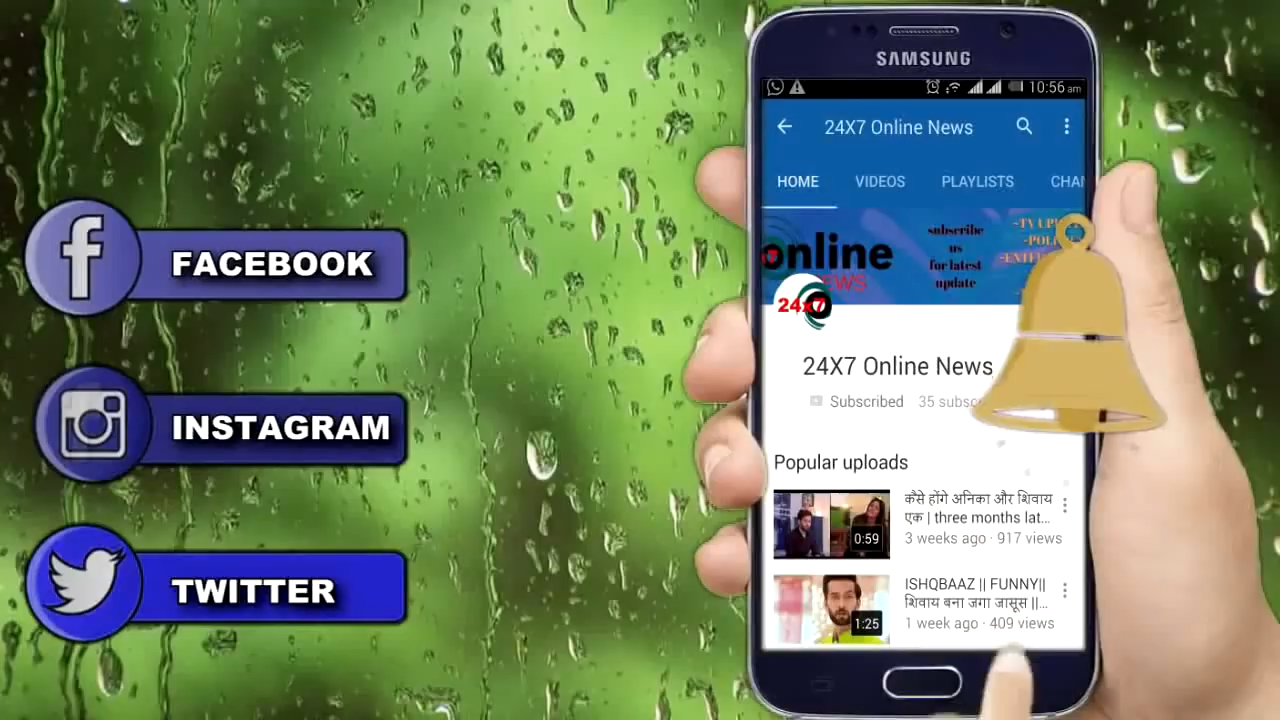 FACEBOOK
INSTAGRAM
TWITTER
SAMSUNG
10:56 am
24X7 Online News
HOME VIDEOS PLAYLISTS
online
NEWS
subscribe
us
for latest
update
24x7
24X7 Online News
Subscribed 35
Popular uploads
0:59
कैसे होंगे अनिका और शिवाय
एक | three months lat...
3 weeks ago · 917 views
1:25
ISHQBAAZ || FUNNY||
शिवाय बना जगा जासूस ||...
1 week ago · 409 views